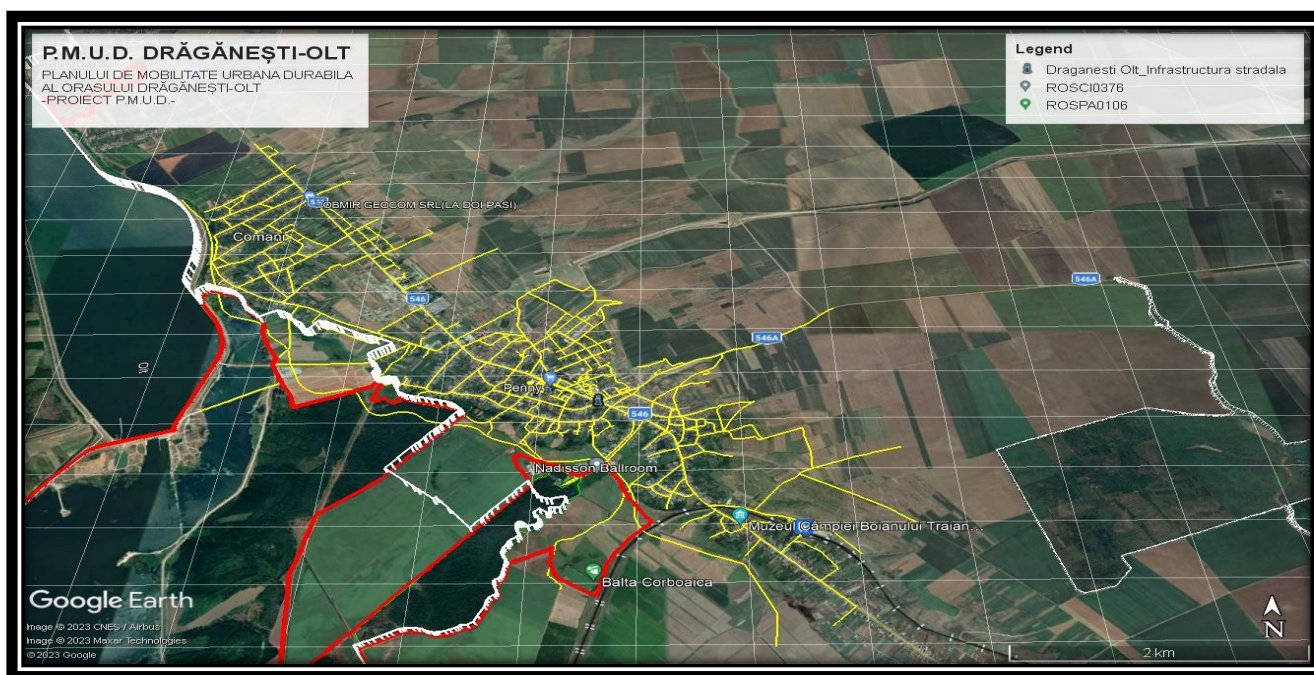 P.M.U.D. DRĂGĂNEȘTI-OLT
PLANULUI DE MOBILITATE URBANA DURABILA
AL ORASULUI DRĂGĂNEȘTI-OLT
-PROIECT P.M.U.D.-
Legend
Draganesti Olt_Infrastructura stradala
ROSCI0376
ROSPA0106
OBMIR GEOCOM SRL(LA DOI PASI)
Comani
546
546A
546A
Olt
Penny
546
Nadisson Ballroom
Muzeul Câmpiei Boianului Traian...
Balta Corboaica
Google Earth
Image © 2023 CNES / Airbus
Image © 2023 Maxar Technologies
© 2023 Google
N
2 km